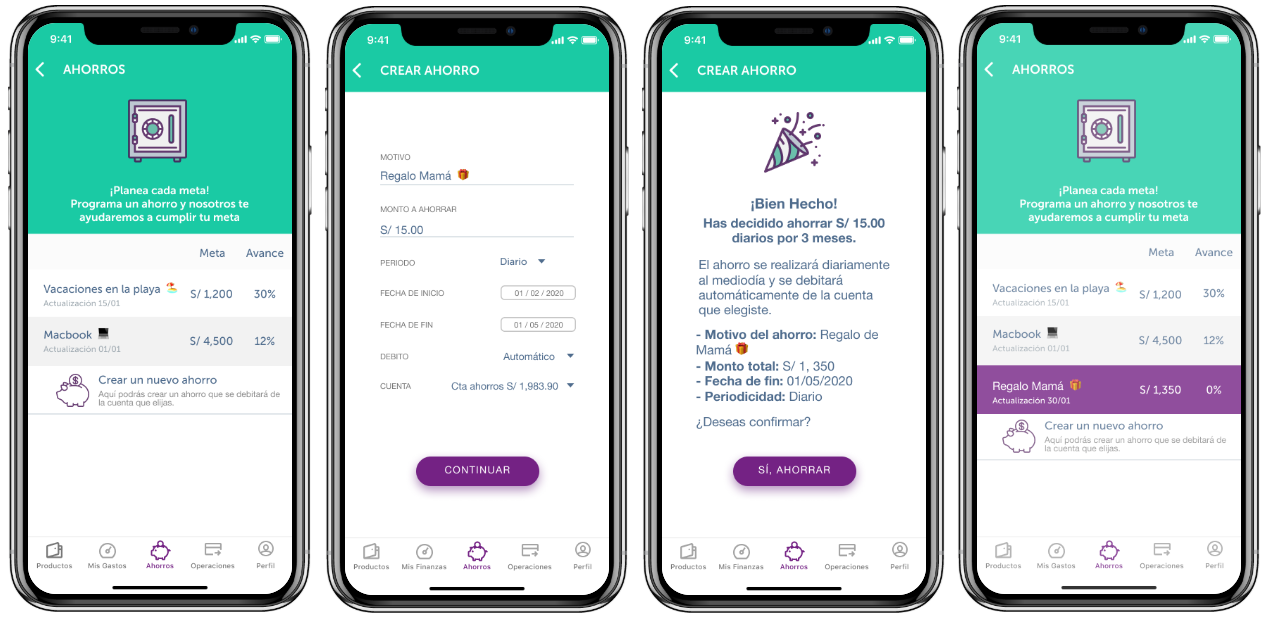 9:41
AHORROS
¡Planea cada meta!
Programa un ahorro y nosotros te
ayudaremos a cumplir tu meta
Meta Avance
Vacaciones en la playa 🏖 S/ 1,200 30%
Actualización 15/01
Macbook 💻 S/ 4,500 12%
Actualización 01/01
Crear un nuevo ahorro
Aquí podrás crear un ahorro que se debitará de
la cuenta que elijas.
Productos Mis Gastos Ahorros Operaciones Perfil
9:41
CREAR AHORRO
MOTIVO
Regalo Mamá 🎁
MONTO A AHORRAR
S/ 15.00
PERIODO Diario
FECHA DE INICIO 01 / 02 / 2020
FECHA DE FIN 01 / 05 / 2020
DEBITO Automático
CUENTA Cta ahorros S/ 1,983.90
CONTINUAR
Productos Mis Finanzas Ahorros Operaciones Perfil
9:41
CREAR AHORRO
¡Bien Hecho!
Has decidido ahorrar S/ 15.00
diarios por 3 meses.
El ahorro se realizará diariamente
al mediodía y se debitará
automáticamente de la cuenta
que elegiste.
- Motivo del ahorro: Regalo de
Mamá 🎁
- Monto total: S/ 1, 350
- Fecha de fin: 01/05/2020
- Periodicidad: Diario
¿Deseas confirmar?
SÍ, AHORRAR
Productos Mis Finanzas Ahorros Operaciones Perfil
9:41
AHORROS
¡Planea cada meta!
Programa un ahorro y nosotros te
ayudaremos a cumplir tu meta
Meta Avance
Vacaciones en la playa 🏖 S/ 1,200 30%
Actualización 15/01
Macbook 💻 S/ 4,500 12%
Actualización 01/01
Regalo Mamá 🎁 S/ 1,350 0%
Actualización 30/01
Crear un nuevo ahorro
Aquí podrás crear un ahorro que se debitará de
la cuenta que elijas.
Productos Mis Gastos Ahorros Operaciones Perfil